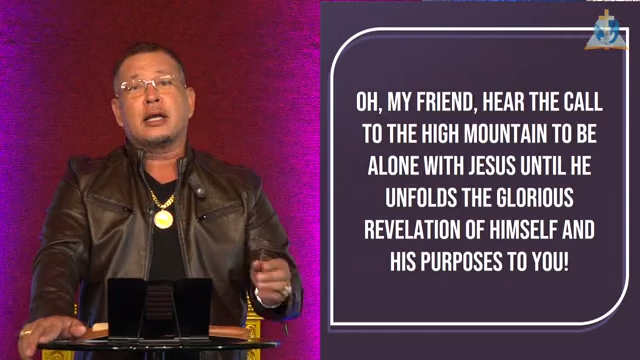 OH, MY FRIEND, HEAR THE CALL
TO THE HIGH MOUNTAIN TO BE
ALONE WITH JESUS UNTIL HE
UNFOLDS THE GLORIOUS
REVELATION OF HIMSELF AND
HIS PURPOSES TO YOU!